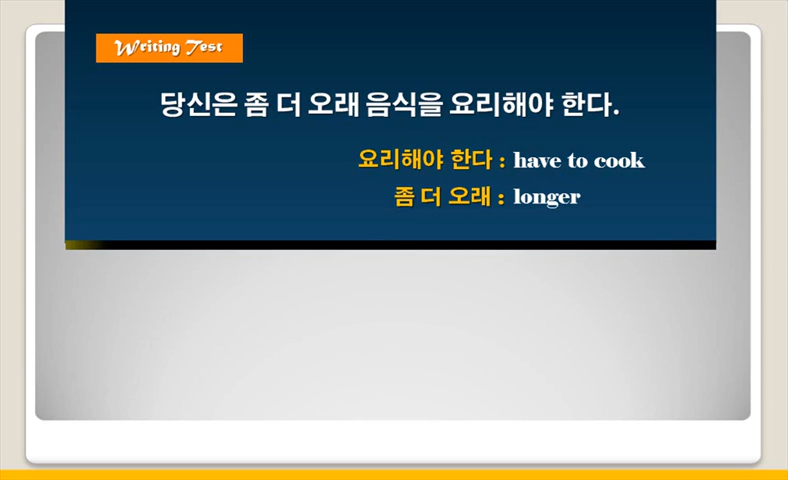 Writing Test
당신은 좀 더 오래 음식을 요리해야 한다.
요리해야 한다 : have to cook
좀 더 오래 : longer